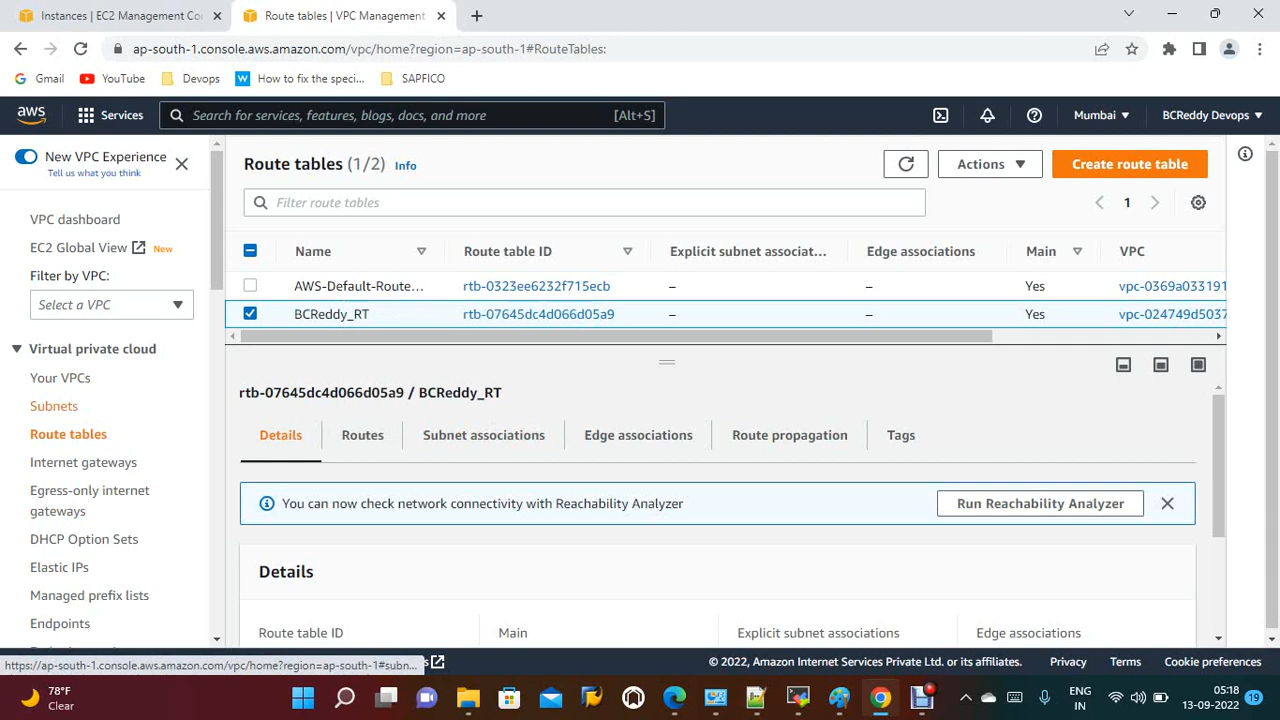 Instances | EC2 Management Co
Route tables | VPC Management
ap-south-1.console.aws.amazon.com/vpc/home?region=ap-south-1#RouteTables:
Gmail
YouTube
Devops
How to fix the speci...
SAPFICO
aws
Services
Search for services, features, blogs, docs, and more
[Alt+S]
Mumbai
BCReddy Devops
New VPC Experience
Tell us what you think
VPC dashboard
EC2 Global View
New
Filter by VPC:
Select a VPC
Virtual private cloud
Your VPCs
Subnets
Route tables
Internet gateways
Egress-only internet
gateways
DHCP Option Sets
Elastic IPs
Managed prefix lists
Endpoints
Route tables (1/2) Info
Actions
Create route table
Filter route tables
1
Name Route table ID Explicit subnet associat... Edge associations Main VPC
AWS-Default-Route... rtb-0323ee6232f715ecb – – Yes vpc-0369a033191
BCReddy_RT rtb-07645dc4d066d05a9 – – Yes vpc-024749d5037
rtb-07645dc4d066d05a9 / BCReddy_RT
Details Routes Subnet associations Edge associations Route propagation Tags
You can now check network connectivity with Reachability Analyzer
Run Reachability Analyzer
Details
Route table ID Main Explicit subnet associations Edge associations
https://ap-south-1.console.aws.amazon.com/vpc/home?region=ap-south-1#subn...
© 2022, Amazon Internet Services Private Ltd. or its affiliates.
Privacy
Terms
Cookie preferences
78°F
Clear
ENG
IN
05:18
13-09-2022
19